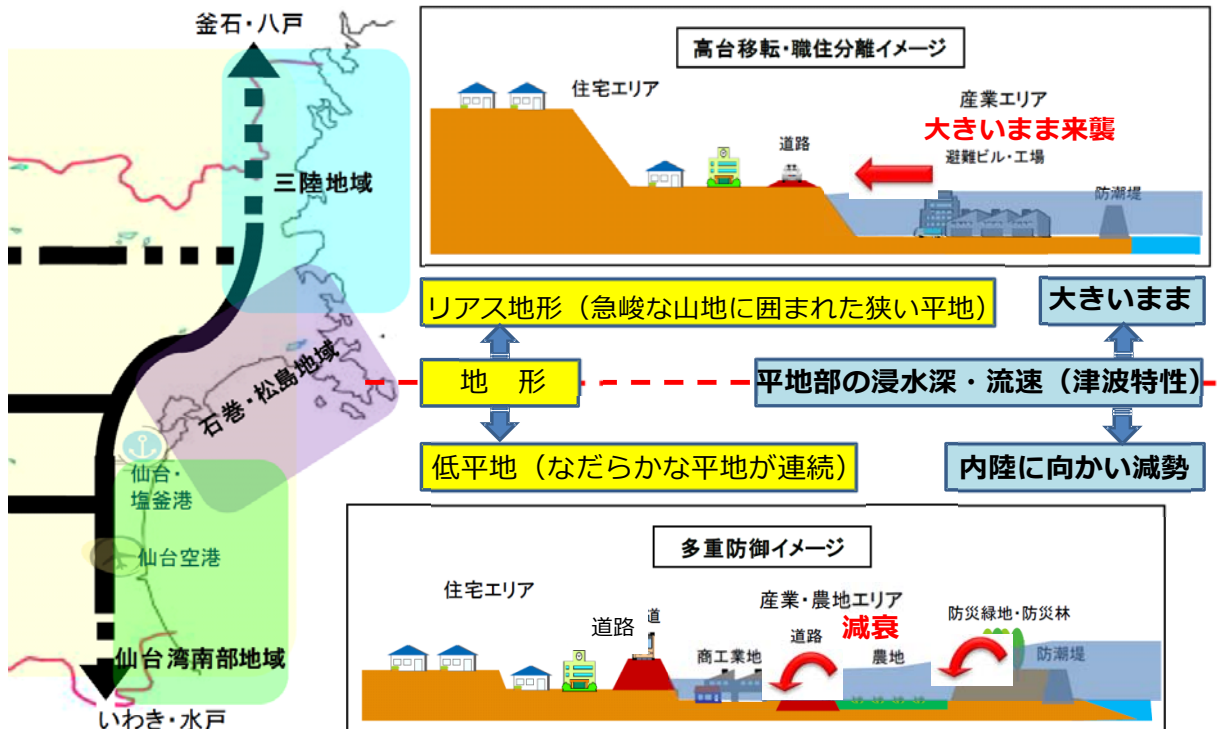 釜石・八戸
三陸地域
石巻・松島地域
仙台・
塩釜港
仙台空港
仙台湾南部地域
いわき・水戸
高台移転・職住分離イメージ
住宅エリア
産業エリア
大きいまま来襲
道路
避難ビル・工場
防潮堤
リアス地形（急峻な山地に囲まれた狭い平地）
大きいまま
地　形
平地部の浸水深・流速（津波特性）
低平地（なだらかな平地が連続）
内陸に向かい減勢
多重防御イメージ
住宅エリア
産業・農地エリア
防災緑地・防災林
道路
道
道路
減衰
商工業地
農地
防潮堤